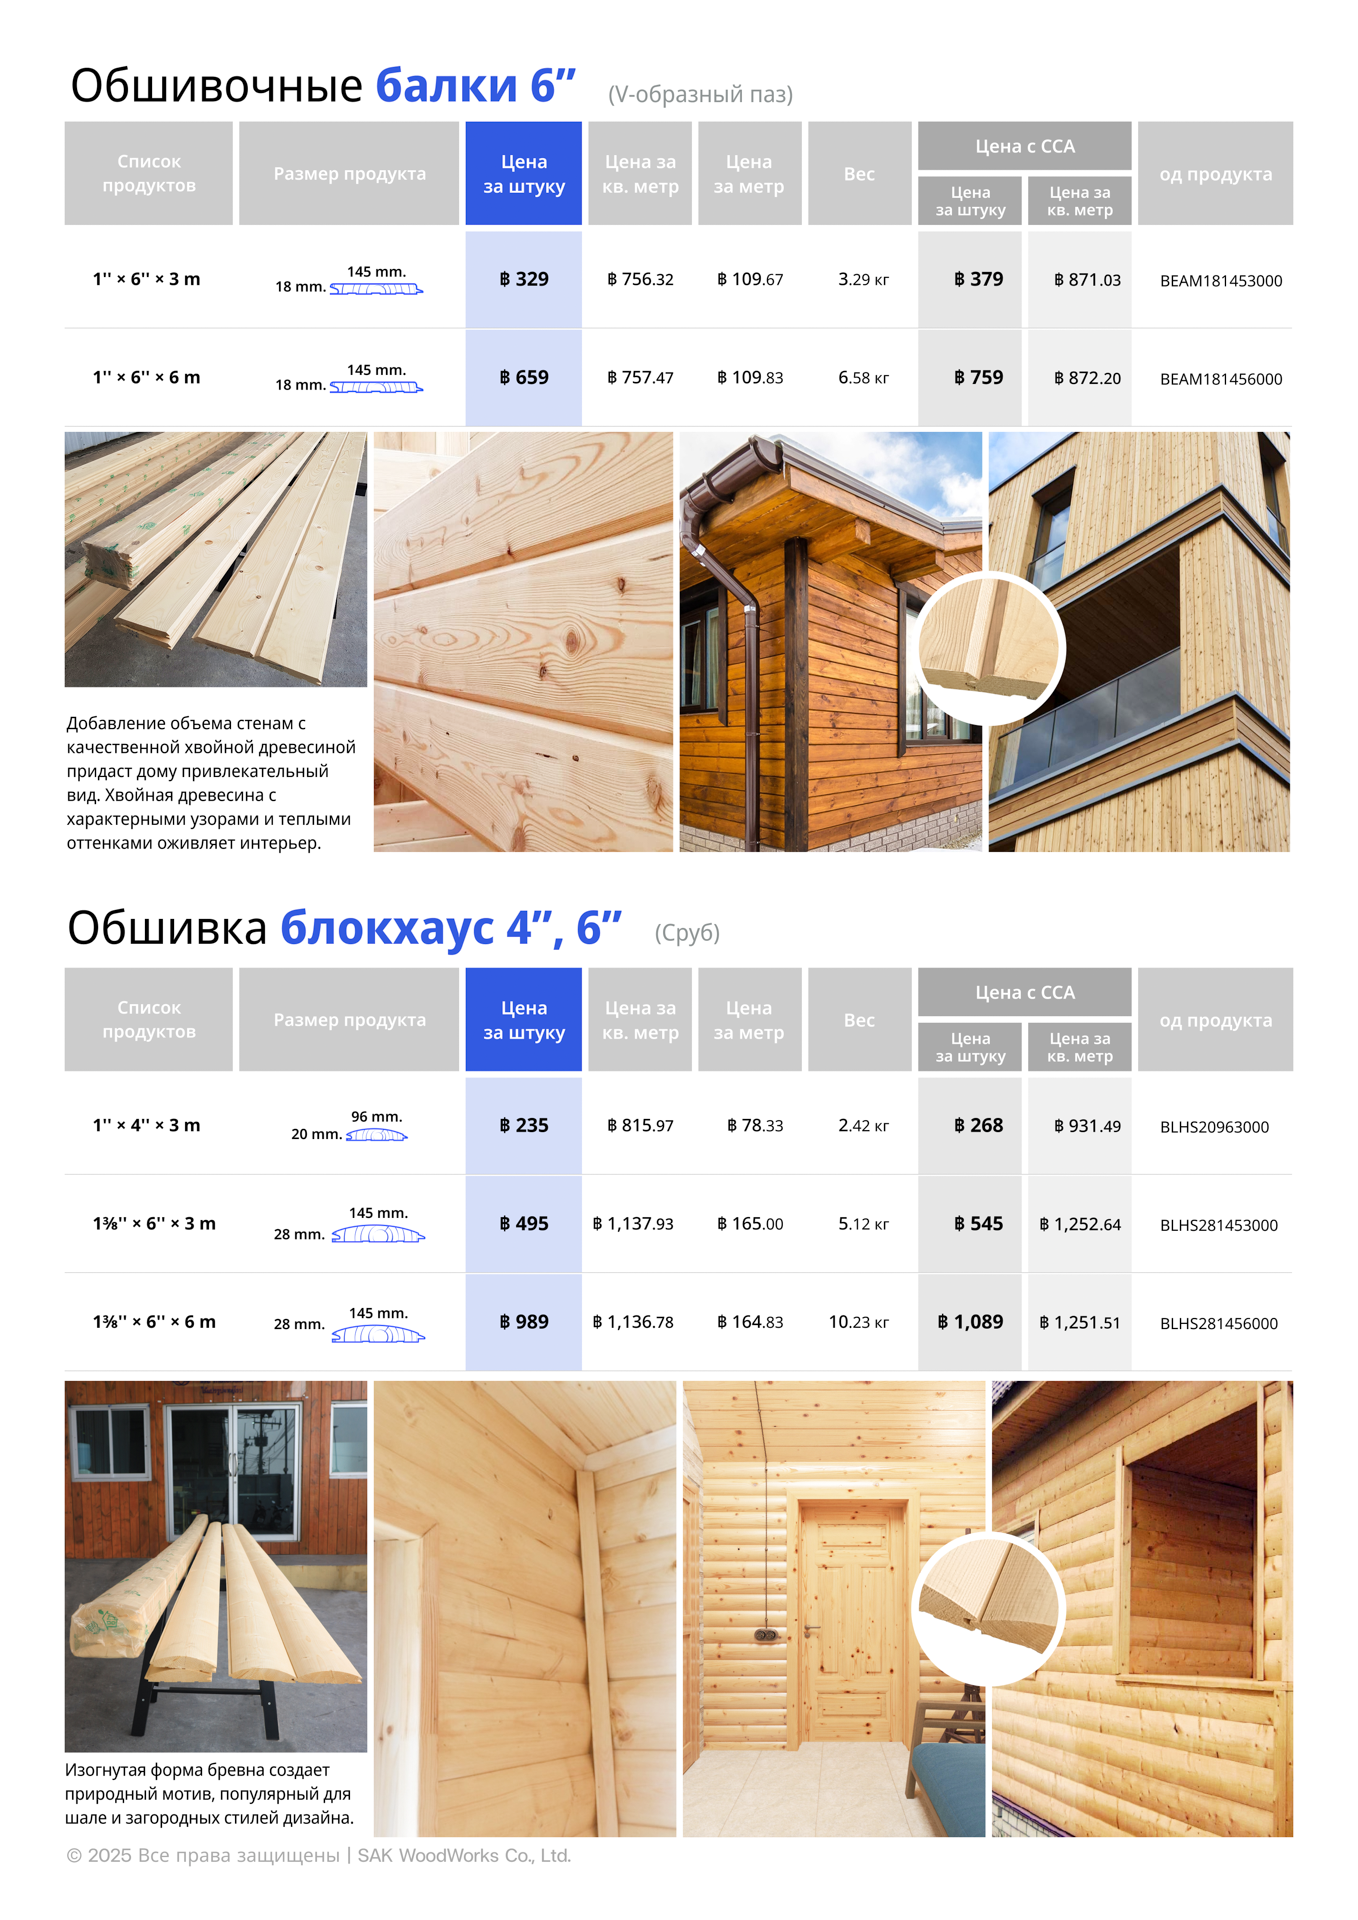 Обшивочные балки 6” (V-образный паз)
Список продуктов
Размер продукта
Цена за штуку
Цена за кв. метр
Цена за метр
Вес
Цена с ССА
Цена за штуку
Цена за кв. метр
од продукта
1'' × 6'' × 3 m 18 mm. 145 mm. ฿ 329 ฿ 756.32 ฿ 109.67 3.29 кг ฿ 379 ฿ 871.03 BEAM181453000
1'' × 6'' × 6 m 18 mm. 145 mm. ฿ 659 ฿ 757.47 ฿ 109.83 6.58 кг ฿ 759 ฿ 872.20 BEAM181456000
Добавление объема стенам с
качественной хвойной древесиной
придаст дому привлекательный
вид. Хвойная древесина с
характерными узорами и теплыми
оттенками оживляет интерьер.
Обшивка блокхаус 4”, 6” (Сруб)
Список продуктов
Размер продукта
Цена за штуку
Цена за кв. метр
Цена за метр
Вес
Цена с ССА
Цена за штуку
Цена за кв. метр
од продукта
1'' × 4'' × 3 m 20 mm. 96 mm. ฿ 235 ฿ 815.97 ฿ 78.33 2.42 кг ฿ 268 ฿ 931.49 BLHS20963000
1⅜'' × 6'' × 3 m 28 mm. 145 mm. ฿ 495 ฿ 1,137.93 ฿ 165.00 5.12 кг ฿ 545 ฿ 1,252.64 BLHS281453000
1⅜'' × 6'' × 6 m 28 mm. 145 mm. ฿ 989 ฿ 1,136.78 ฿ 164.83 10.23 кг ฿ 1,089 ฿ 1,251.51 BLHS281456000
Изогнутая форма бревна создает
природный мотив, популярный для
шале и загородных стилей дизайна.
© 2025 Все права защищены | SAK WoodWorks Co., Ltd.